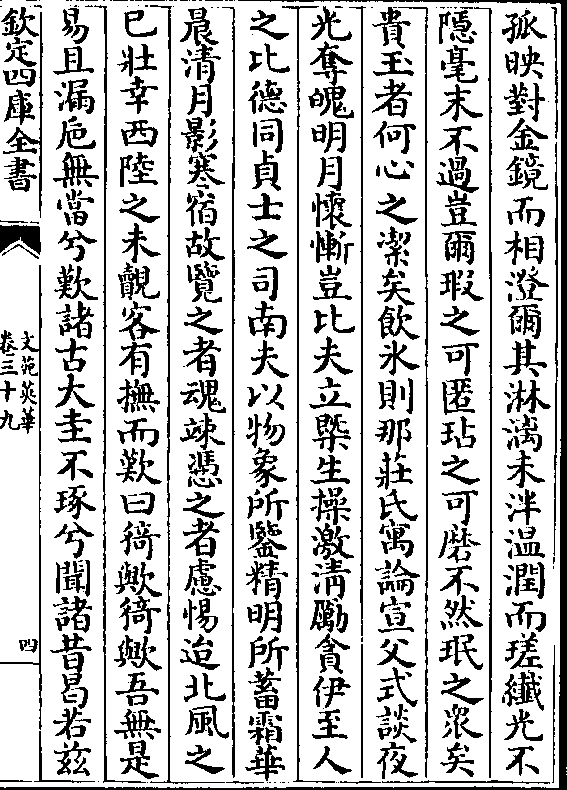 孤映對金鏡而相澄爾其淋漓未泮温潤而瑳纎光不
隠毫末不過豈爾瑕之可匿玷之可磨不然珉之衆矣
貴玉者何心之潔矣飲氷則那莊氏寓論宣父式談夜
光奪魄明月懷慚豈比夫立槩生操激清勵貪伊至人
之比德同貞士之司南夫以物象所鑒精明所蓄霜華
晨清月影寒宿故覽之者魂竦憑之者慮惕迨北風之
已壯幸西陸之未覿客有撫而歎曰猗歟猗歟吾無是
易且漏巵無當兮歎諸古大圭不琢兮聞諸昔曷若兹
欽定四庫全書
文苑英華
卷三十九
四